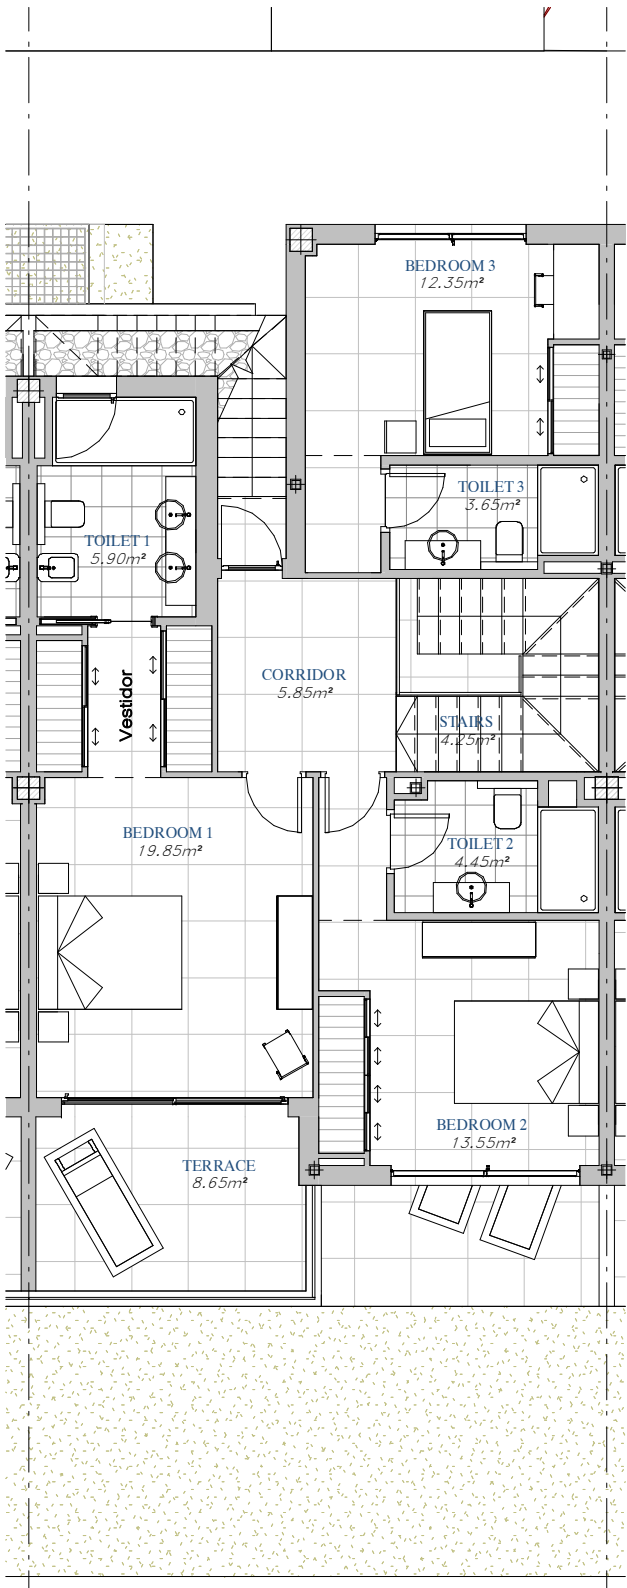 BEDROOM 3
12.35m²
TOILET 3
3.65m²
TOILET 1
5.90m²
CORRIDOR
5.85m²
Vestidor
STAIRS
4.25m²
BEDROOM 1
19.85m²
TOILET 2
4.45m²
BEDROOM 2
13.55m²
TERRACE
8.65m²